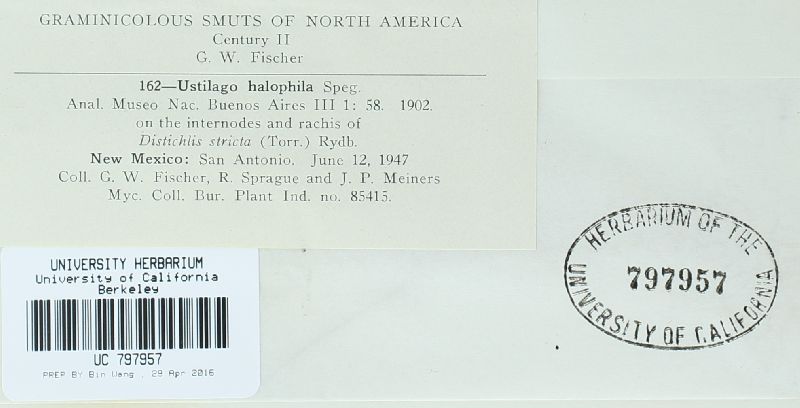 GRAMINICOLOUS SMUTS OF NORTH AMERICA
Century II
G. W. Fischer
162—Ustilago halophila Speg.
Anal. Museo Nac. Buenos Aires III 1: 58. 1902.
on the internodes and rachis of
Distichlis stricta (Torr.) Rydb.
New Mexico: San Antonio. June 12, 1947
Coll. G. W. Fischer, R. Sprague and J. P. Meiners
Myc. Coll. Bur. Plant Ind. no. 85415.
UNIVERSITY HERBARIUM
University of California
Berkeley
UC 797957
PREP BY Bin Wang , 29 Apr 2016
HERBARIUM OF THE
797957
UNIVERSITY OF CALIFORNIA